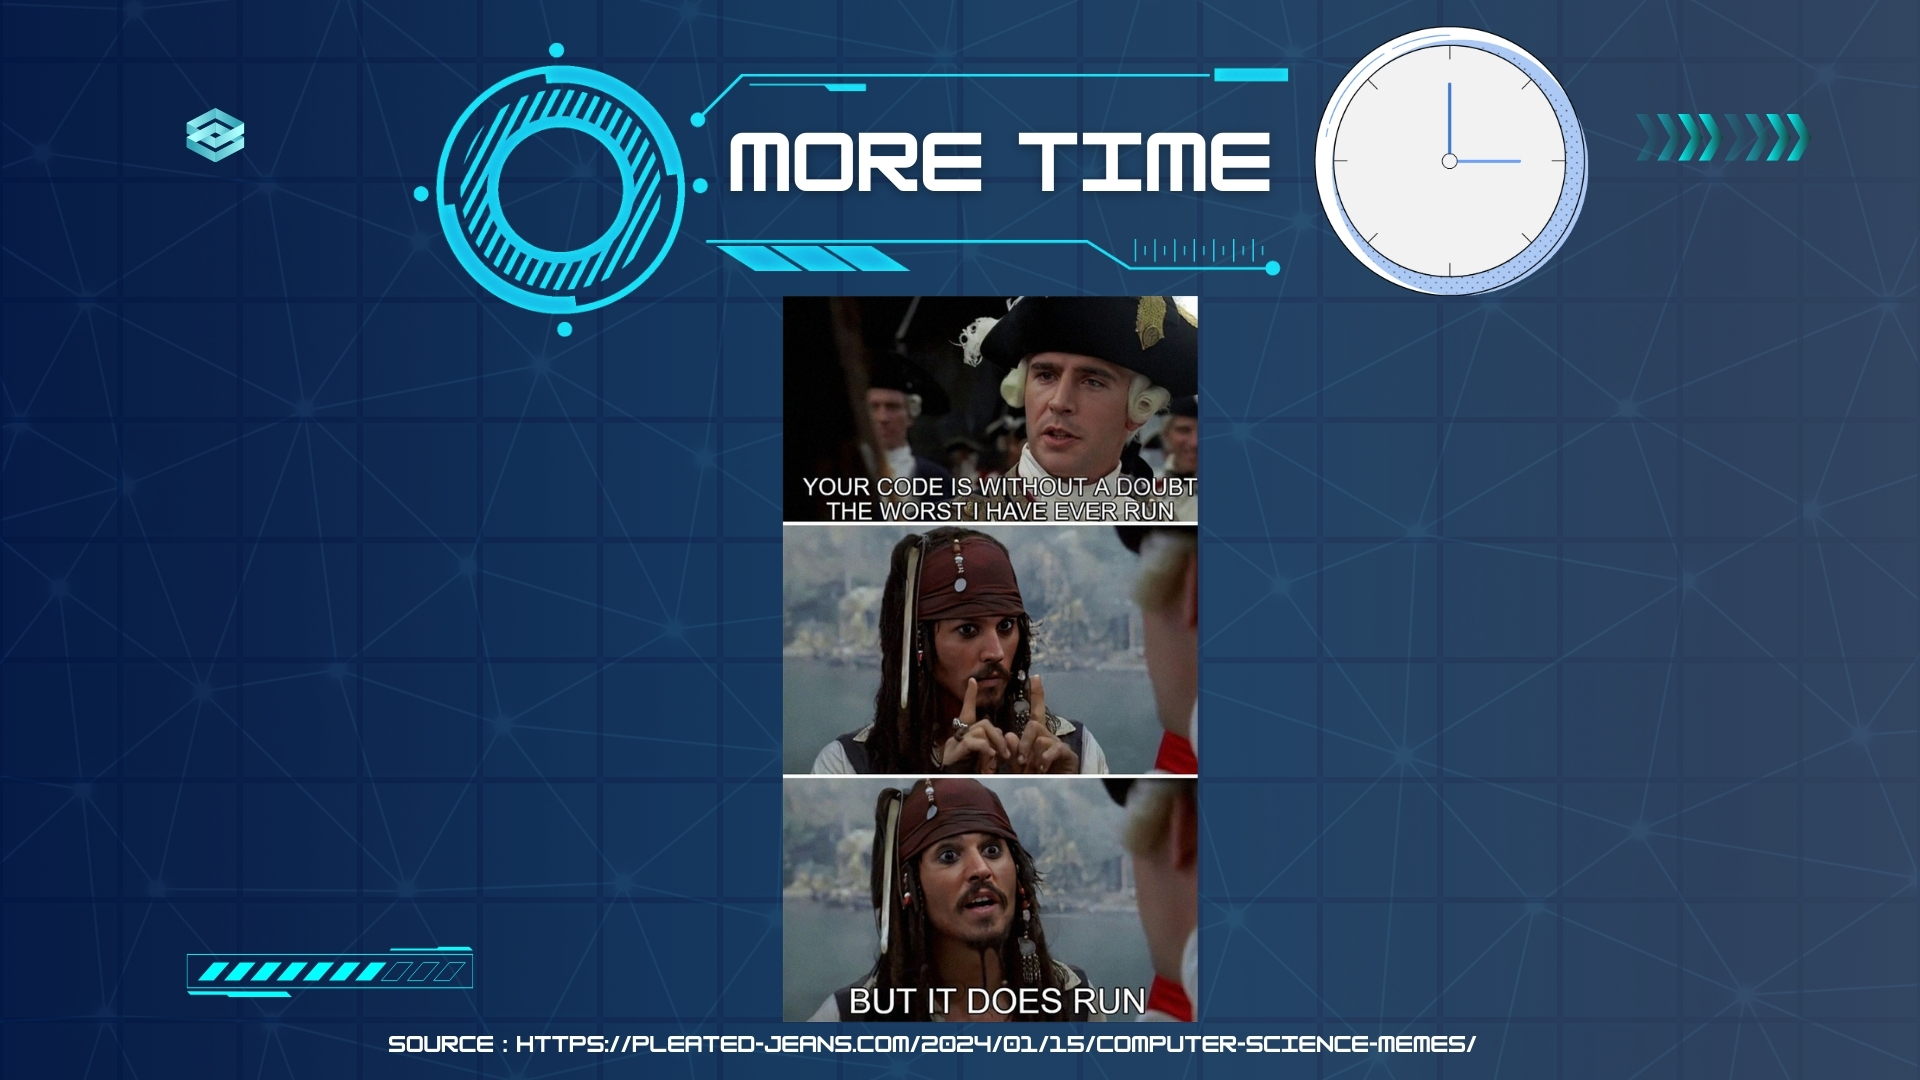 MORE TIME
YOUR CODE IS WITHOUT A DOUBT
THE WORST I HAVE EVER RUN
BUT IT DOES RUN
SOURCE : HTTPS://PLEATED-JEANS.COM/2024/01/15/COMPUTER-SCIENCE-MEMES/